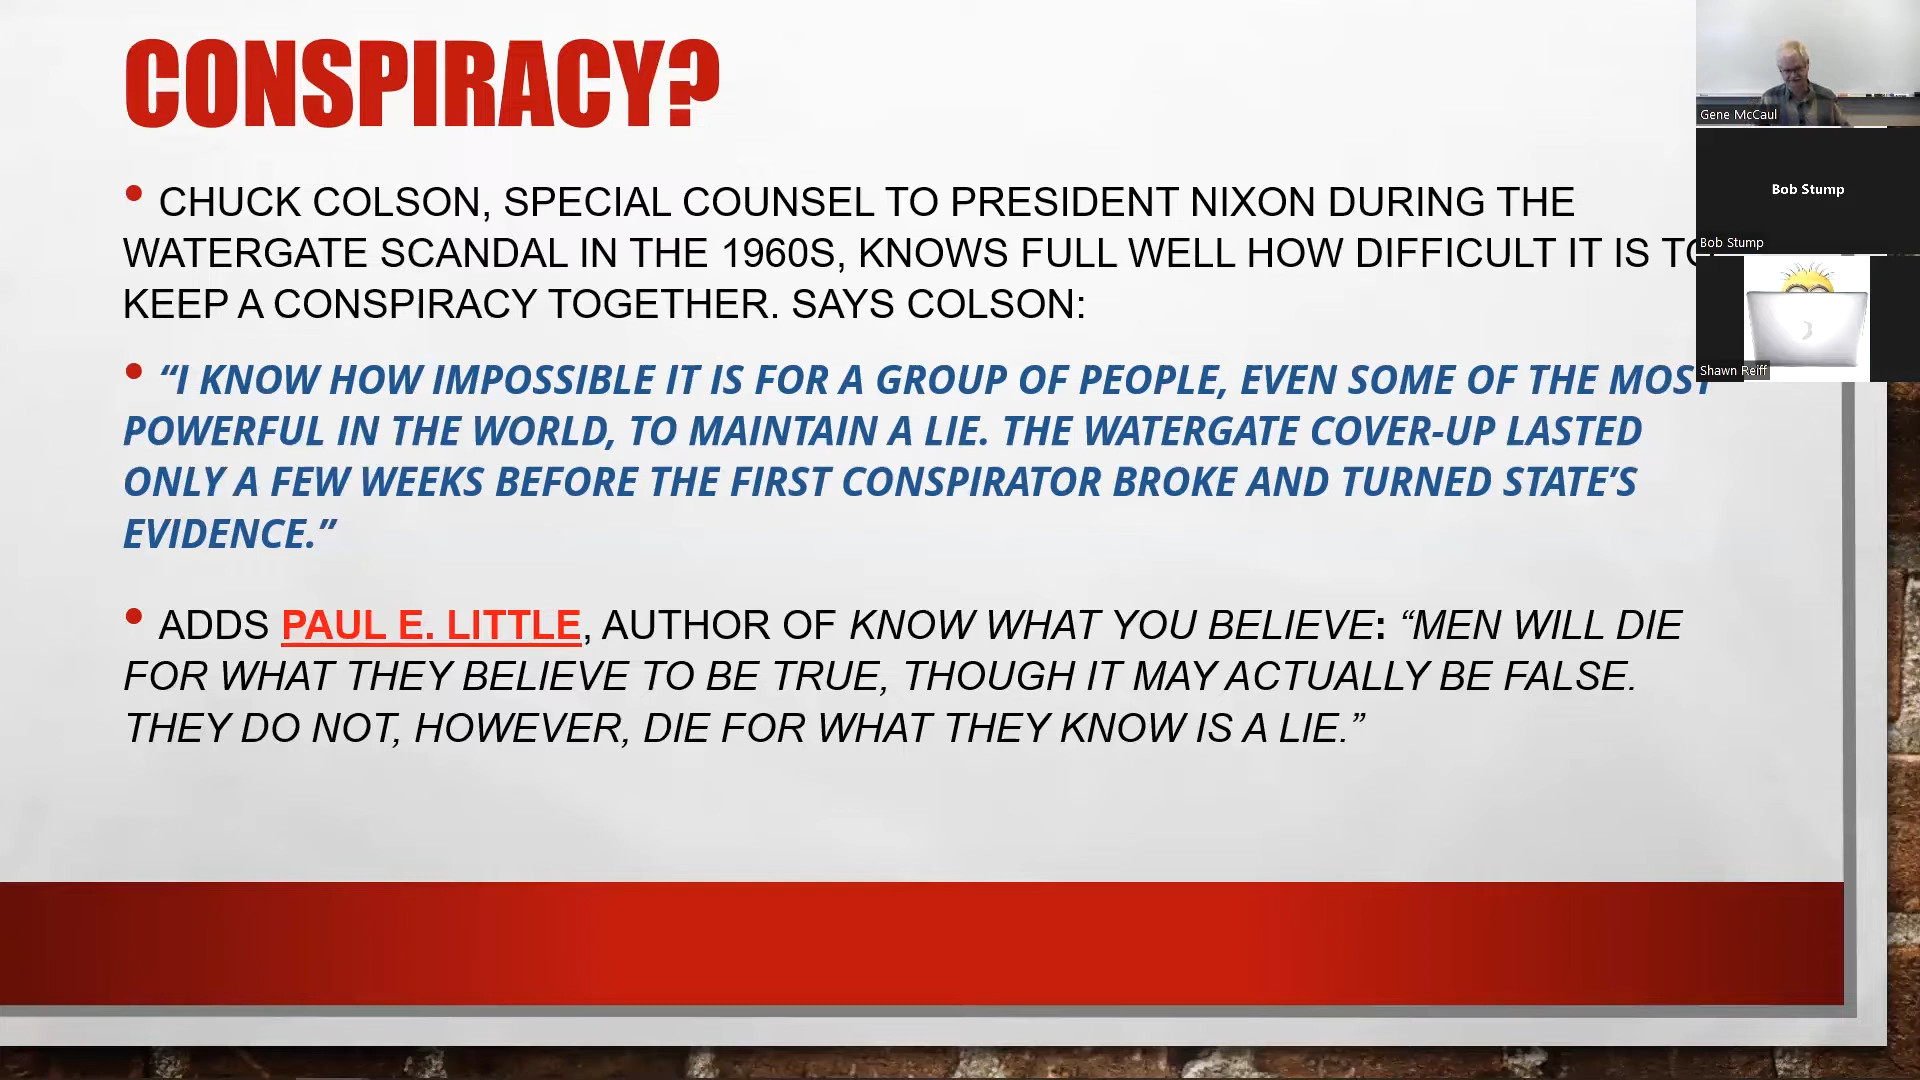 CONSPIRACY?
• CHUCK COLSON, SPECIAL COUNSEL TO PRESIDENT NIXON DURING THE
WATERGATE SCANDAL IN THE 1960S, KNOWS FULL WELL HOW DIFFICULT IT IS TO
KEEP A CONSPIRACY TOGETHER. SAYS COLSON:
• “I KNOW HOW IMPOSSIBLE IT IS FOR A GROUP OF PEOPLE, EVEN SOME OF THE MOST
POWERFUL IN THE WORLD, TO MAINTAIN A LIE. THE WATERGATE COVER-UP LASTED
ONLY A FEW WEEKS BEFORE THE FIRST CONSPIRATOR BROKE AND TURNED STATE’S
EVIDENCE.”
• ADDS PAUL E. LITTLE, AUTHOR OF KNOW WHAT YOU BELIEVE: “MEN WILL DIE
FOR WHAT THEY BELIEVE TO BE TRUE, THOUGH IT MAY ACTUALLY BE FALSE.
THEY DO NOT, HOWEVER, DIE FOR WHAT THEY KNOW IS A LIE.”
Gene McCaul
Bob Stump
Bob Stump
Shawn Reiff